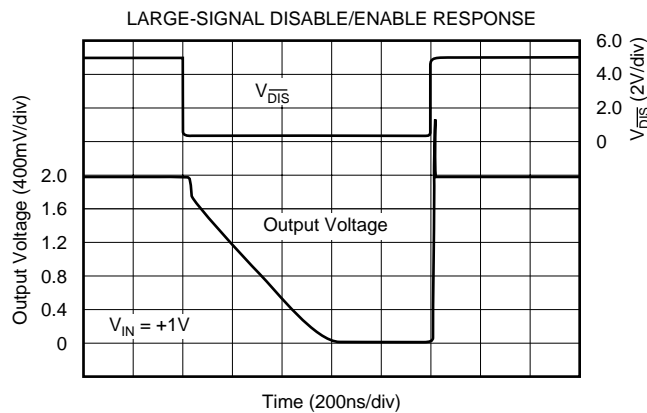 LARGE-SIGNAL DISABLE/ENABLE RESPONSE
6.0
4.0
2.0
0
V_DIS (2V/div)
V_DIS
Output Voltage (400mV/div)
2.0
1.6
1.2
0.8
0.4
0
Output Voltage
V_IN = +1V
Time (200ns/div)